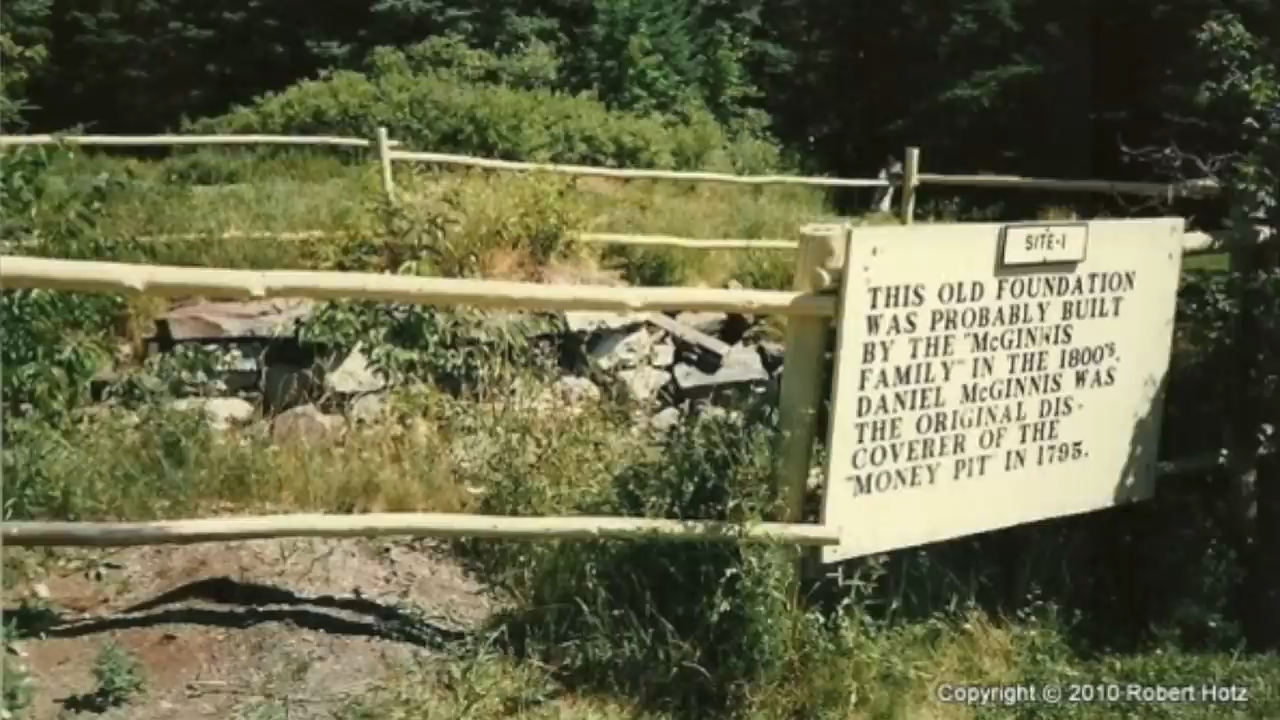 SITE-1
THIS OLD FOUNDATION
WAS PROBABLY BUILT
BY THE "McGINNIS
FAMILY" IN THE 1800's.
DANIEL McGINNIS WAS
THE ORIGINAL DIS-
COVERER OF THE
"MONEY PIT" IN 1795.
Copyright © 2010 Robert Hotz